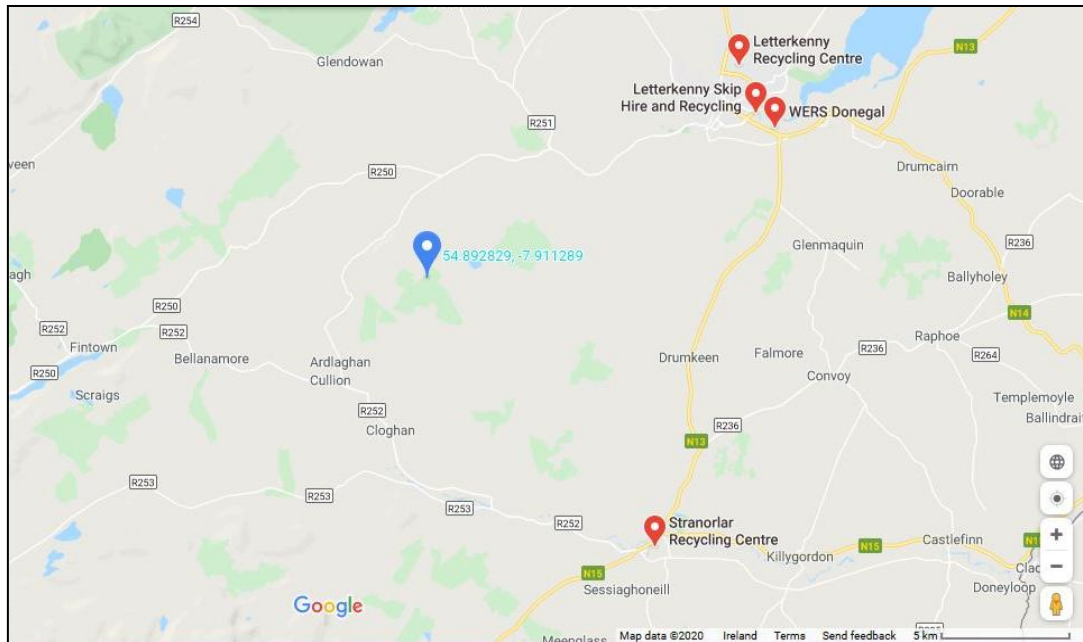 R254
Glendowan
Letterkenny
Recycling Centre
N13
Letterkenny Skip
Hire and Recycling
WERS Donegal
R251
veen
R250
Drumcairn
Doorable
54.892829, -7.911289
Glenmaquin
R236
agh
Ballyholey
R250
R252
R252
N14
Fintown
Bellanamore
Ardlaghan
Cullion
Drumkeen
Falmore
R236
Raphoe
R264
R250
Scraigs
Convoy
Templemoyle
Ballindrait
R252
Cloghan
R236
N13
R253
R253
R253
R252
Stranorlar
Recycling Centre
Killygordon
N15
Castlefinn
N15
Sessiaghoneill
Doneyloop
Google
Meenglass
Map data ©2020
Ireland
Terms
Send feedback
5 km